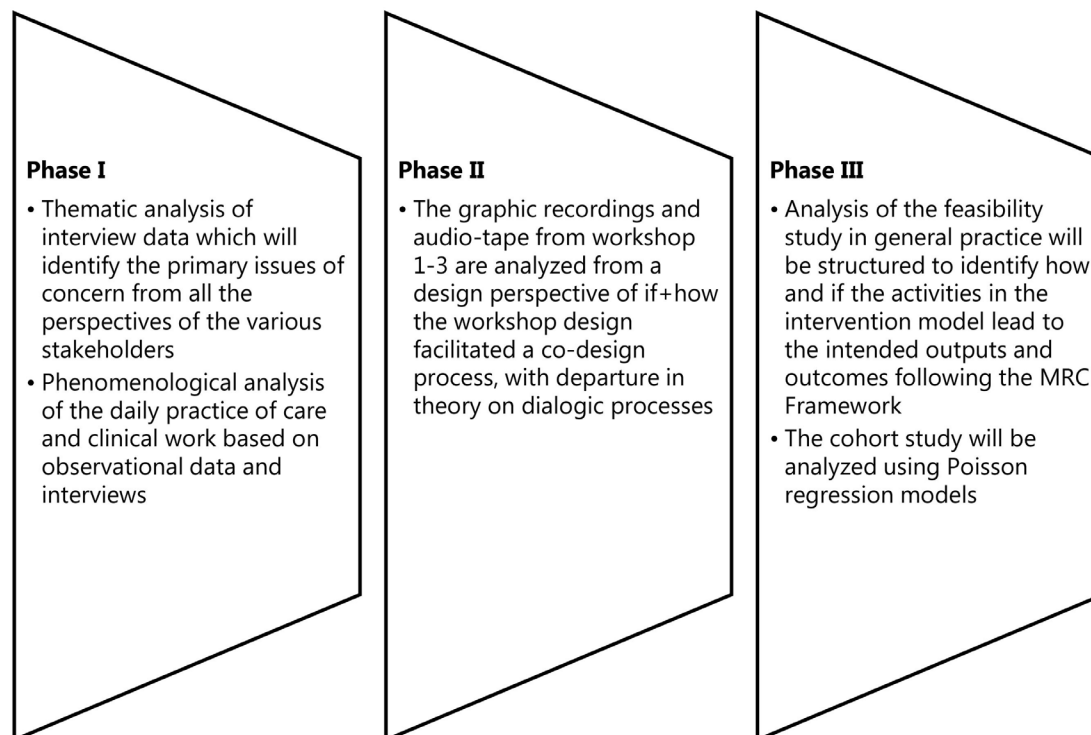 Phase I
• Thematic analysis of
interview data which will
identify the primary issues of
concern from all the
perspectives of the various
stakeholders
• Phenomenological analysis
of the daily practice of care
and clinical work based on
observational data and
interviews
Phase II
• The graphic recordings and
audio-tape from workshop
1-3 are analyzed from a
design perspective of if+how
the workshop design
facilitated a co-design
process, with departure in
theory on dialogic processes
Phase III
• Analysis of the feasibility
study in general practice will
be structured to identify how
and if the activities in the
intervention model lead to
the intended outputs and
outcomes following the MRC
Framework
• The cohort study will be
analyzed using Poisson
regression models